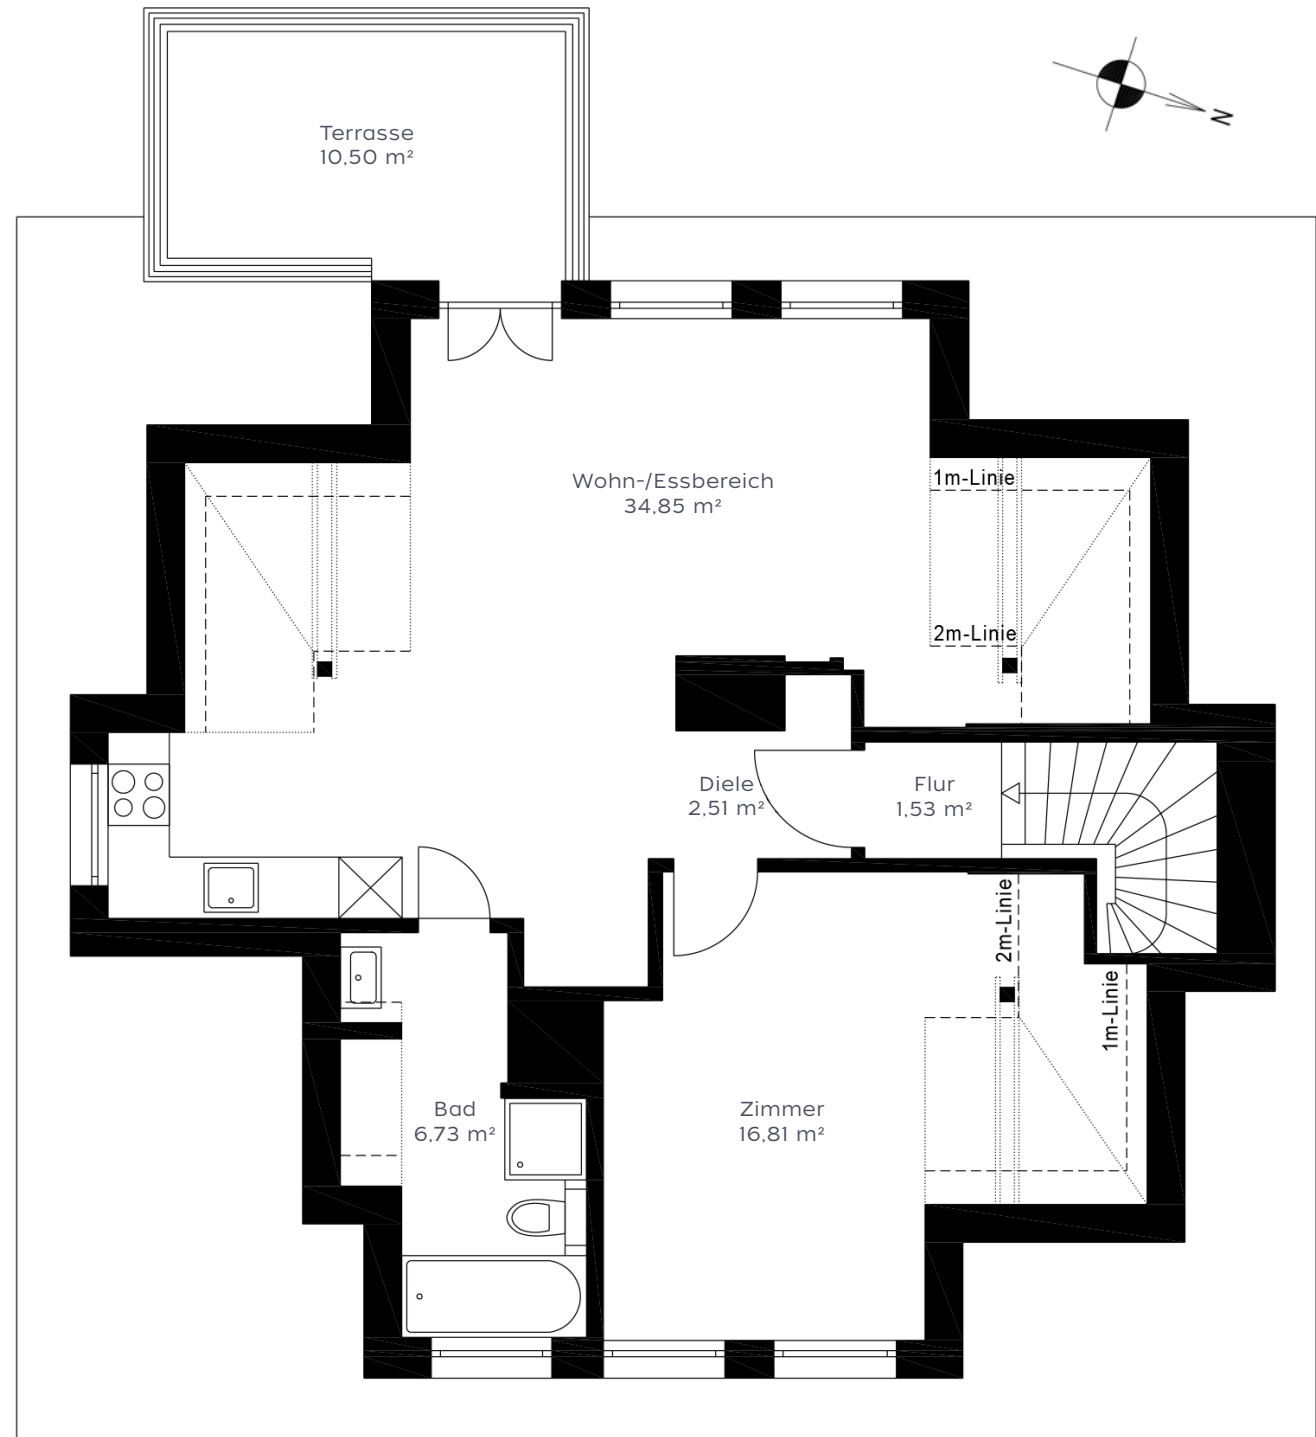 Terrasse
10,50 m²
N
Wohn-/Essbereich
34,85 m²
1m-Linie
2m-Linie
Diele
2,51 m²
Flur
1,53 m²
2m-Linie
1m-Linie
Bad
6,73 m²
Zimmer
16,81 m²